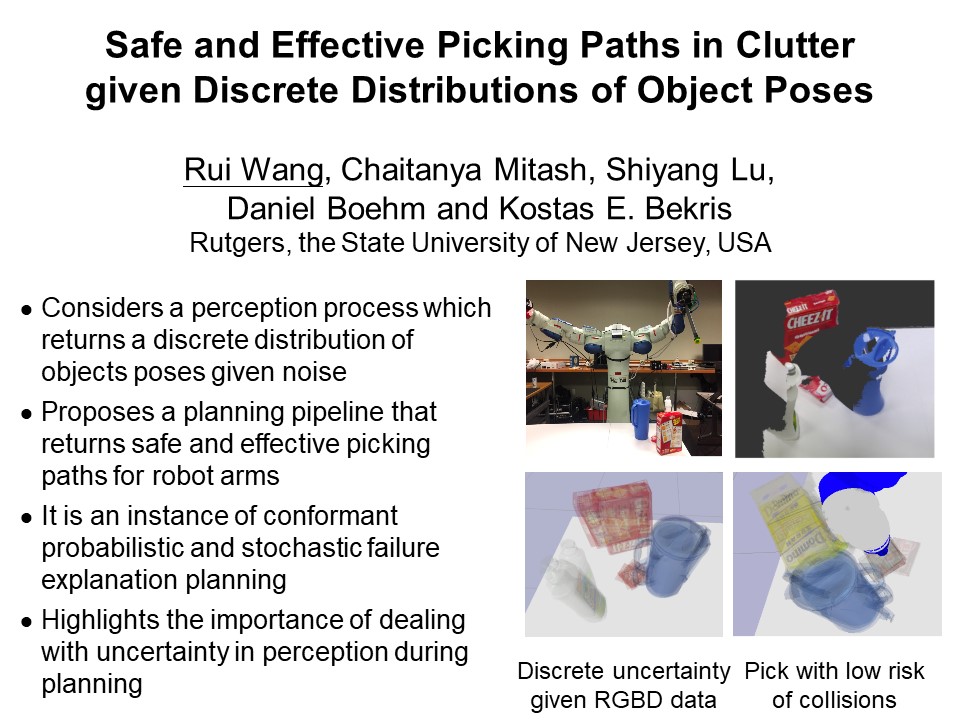 Safe and Effective Picking Paths in Clutter
given Discrete Distributions of Object Poses
Rui Wang, Chaitanya Mitash, Shiyang Lu,
Daniel Boehm and Kostas E. Bekris
Rutgers, the State University of New Jersey, USA
• Considers a perception process which
returns a discrete distribution of
objects poses given noise
• Proposes a planning pipeline that
returns safe and effective picking
paths for robot arms
• It is an instance of conformant
probabilistic and stochastic failure
explanation planning
• Highlights the importance of dealing
with uncertainty in perception during
planning
CHEEZ-IT
Domino
Discrete uncertainty
given RGBD data
Pick with low risk
of collisions